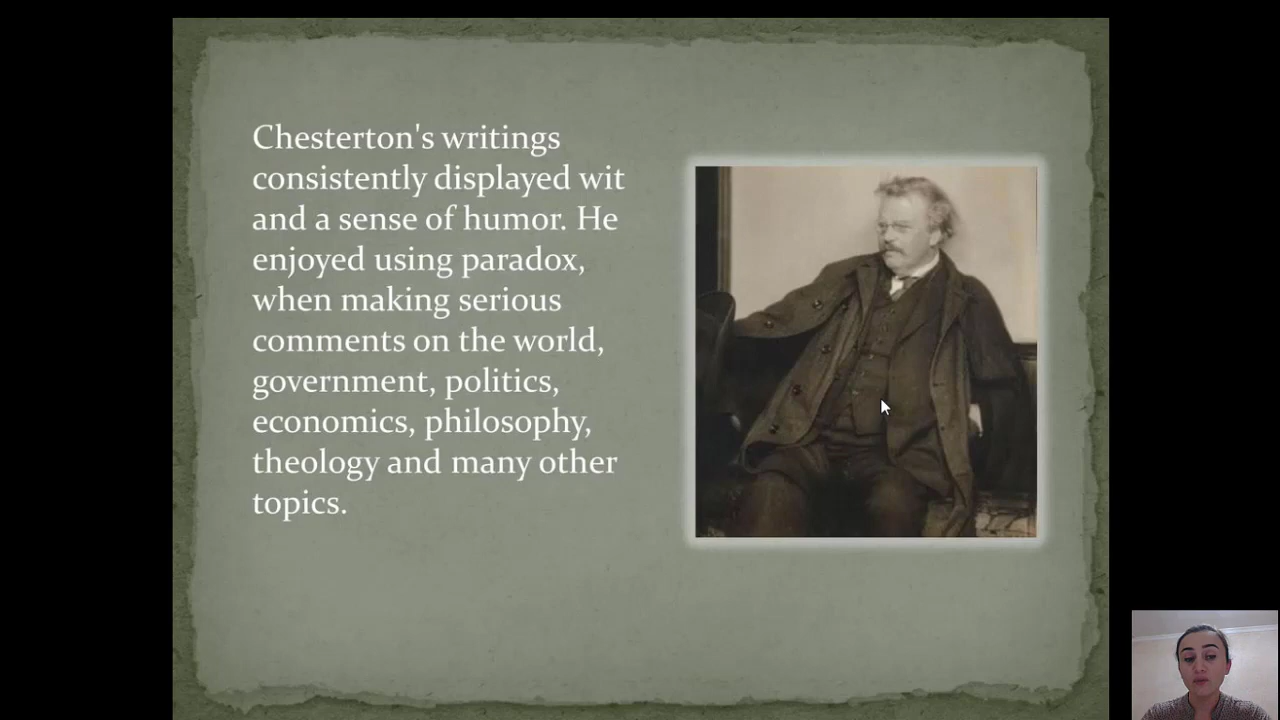 Chesterton's writings
consistently displayed wit
and a sense of humor. He
enjoyed using paradox,
when making serious
comments on the world,
government, politics,
economics, philosophy,
theology and many other
topics.